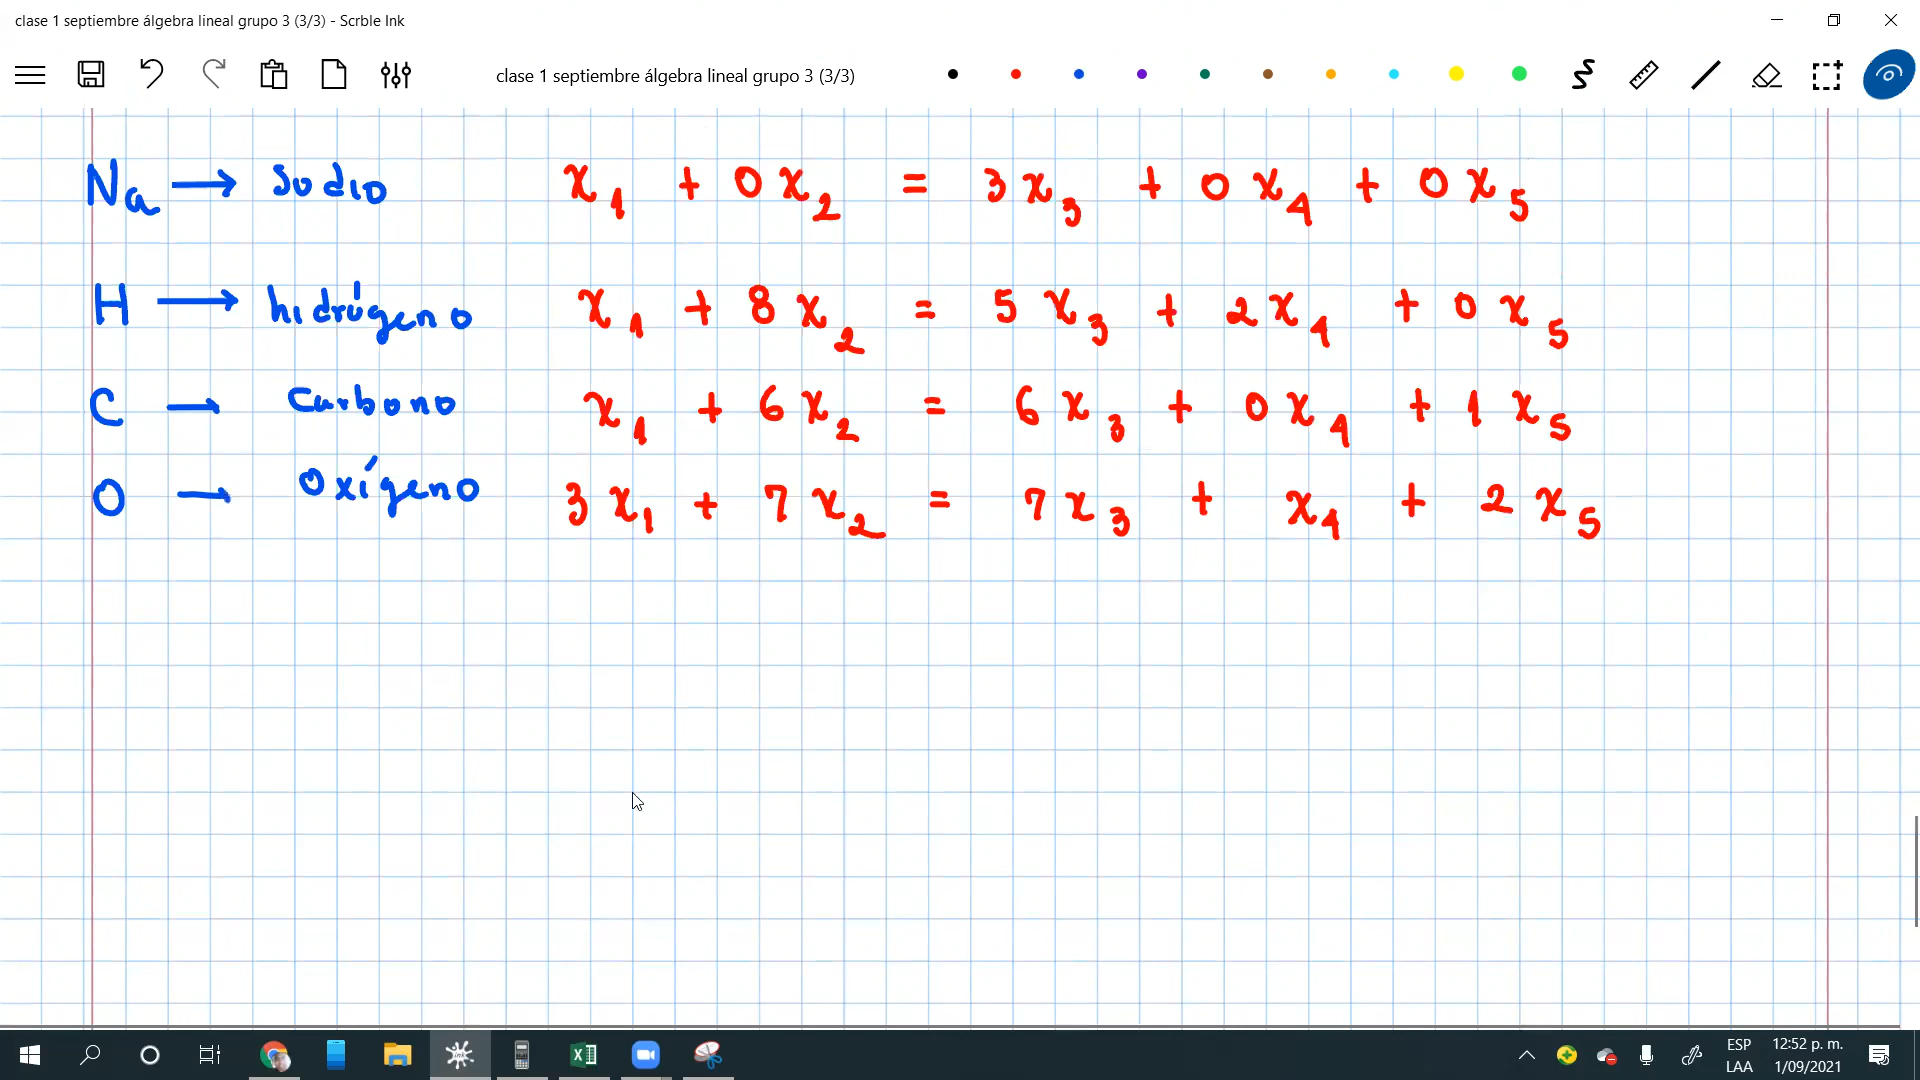 clase 1 septiembre álgebra lineal grupo 3 (3/3) - Scrble Ink
clase 1 septiembre álgebra lineal grupo 3 (3/3)
Na → Sodio x₁ + 0x₂ = 3x₃ + 0x₄ + 0x₅
H → hidrógeno x₁ + 8x₂ = 5x₃ + 2x₄ + 0x₅
C → Carbono x₁ + 6x₂ = 6x₃ + 0x₄ + 1x₅
O → Oxígeno 3x₁ + 7x₂ = 7x₃ + x₄ + 2x₅
ESP 12:52 p. m.
LAA 1/09/2021